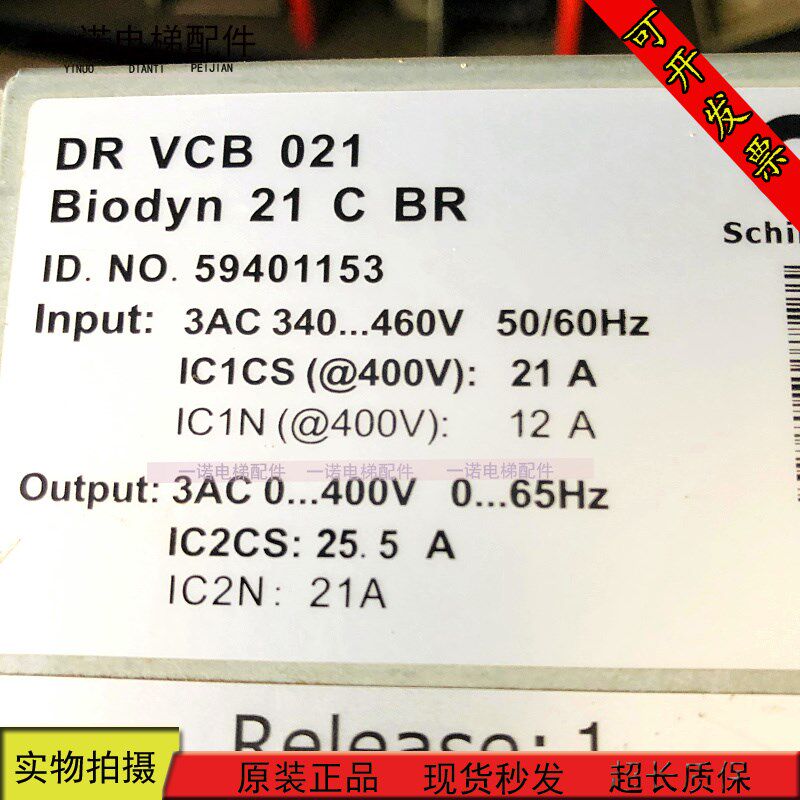 一诺电梯配件
YINUO DIANTI PEIJIAN
可开发票
DR VCB 021
Biodyn 21 C BR
Schi
ID. NO. 59401153
Input: 3AC 340...460V 50/60Hz
IC1CS (@400V): 21 A
IC1N (@400V): 12 A
一诺电梯配件 一诺电梯配件 一诺电梯配件
Output: 3AC 0...400V 0...65Hz
IC2CS: 25.5 A
IC2N: 21A
Release: 1
实物拍摄 原装正品 现货秒发 超长质保